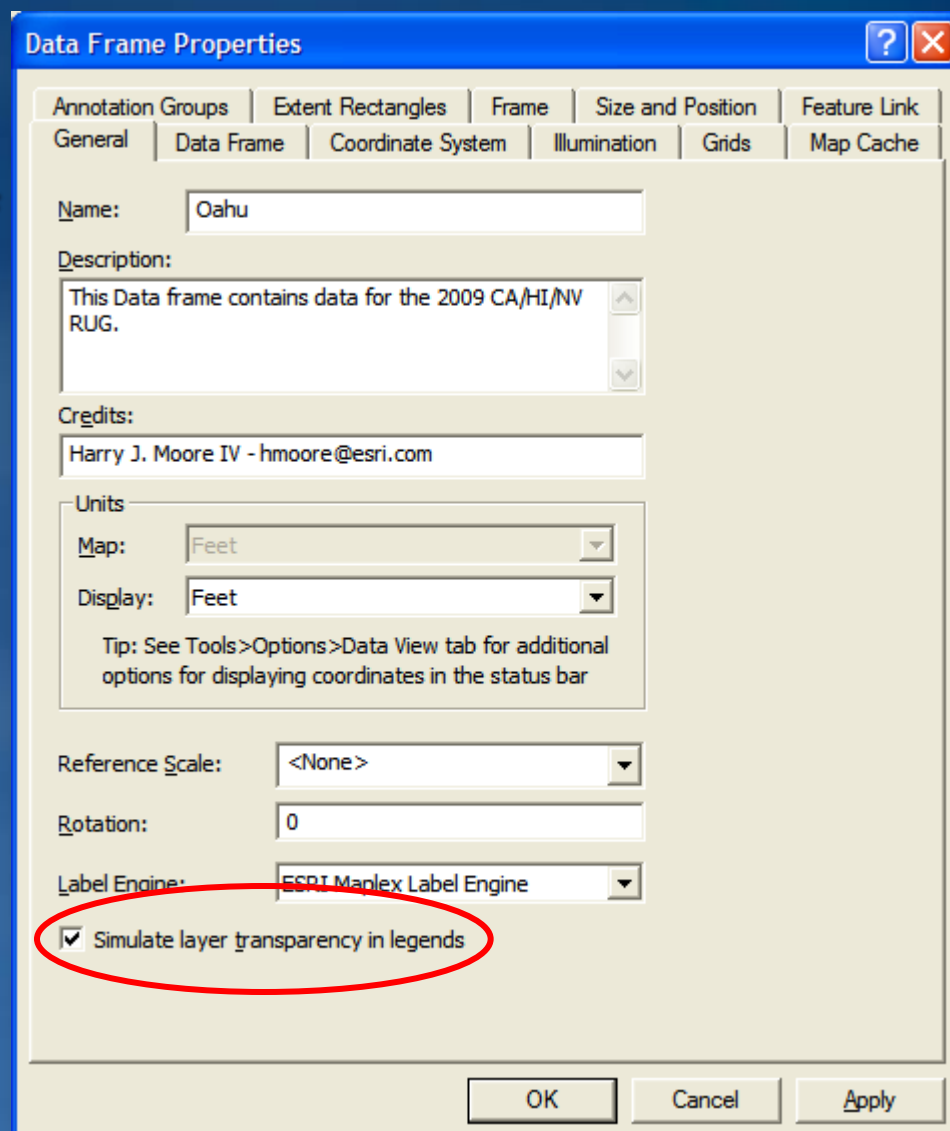 Data Frame Properties
Annotation Groups
Extent Rectangles
Frame
Size and Position
Feature Link
General
Data Frame
Coordinate System
Illumination
Grids
Map Cache
Name:
Oahu
Description:
This Data frame contains data for the 2009 CA/HI/NV
RUG.
Credits:
Harry J. Moore IV - hmoore@esri.com
Units
Map:
Feet
Display:
Feet
Tip: See Tools>Options>Data View tab for additional
options for displaying coordinates in the status bar
Reference Scale:
<None>
Rotation:
0
Label Engine:
ESRI Maplex Label Engine
Simulate layer transparency in legends
OK
Cancel
Apply